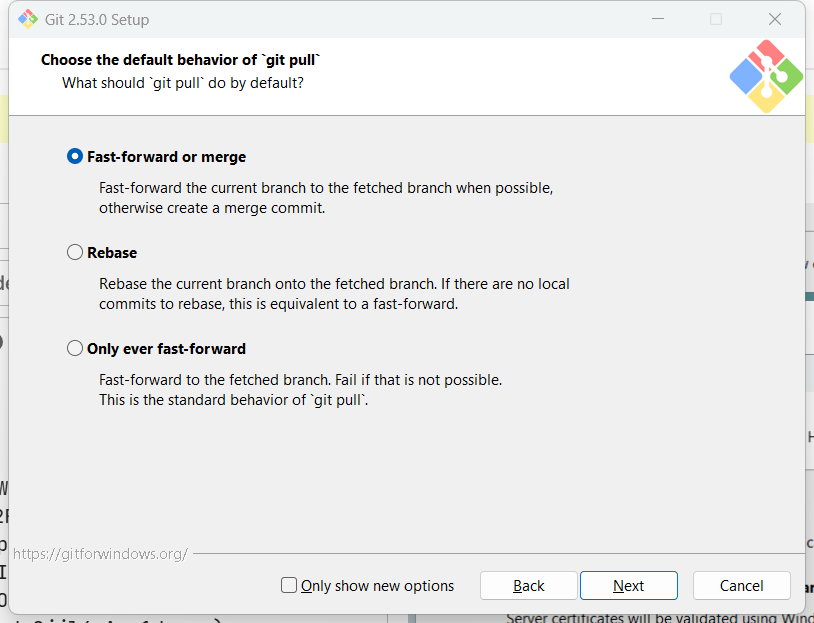 Git 2.53.0 Setup
Choose the default behavior of `git pull`
What should `git pull` do by default?
Fast-forward or merge
Fast-forward the current branch to the fetched branch when possible,
otherwise create a merge commit.
Rebase
Rebase the current branch onto the fetched branch. If there are no local
commits to rebase, this is equivalent to a fast-forward.
Only ever fast-forward
Fast-forward to the fetched branch. Fail if that is not possible.
This is the standard behavior of `git pull`.
https://gitforwindows.org/
Only show new options
Back
Next
Cancel
Server certificates will be validated using